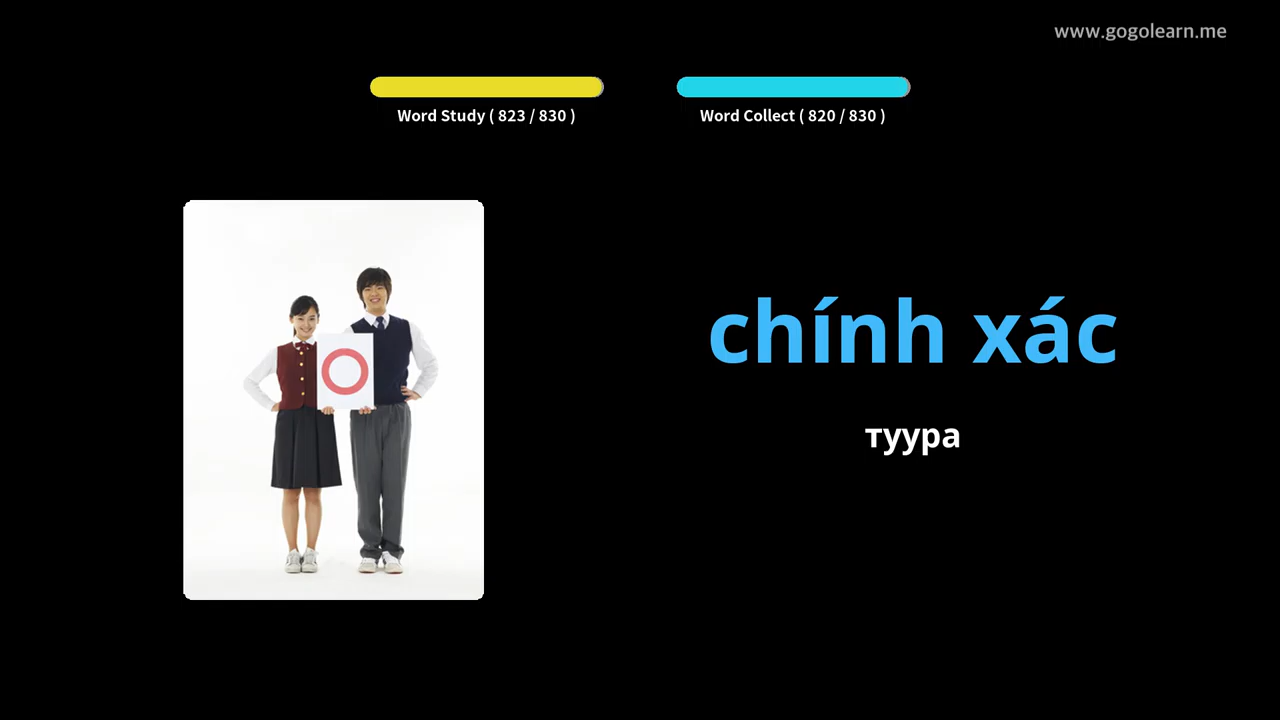 www.gogolearn.me
Word Study ( 823 / 830 )
Word Collect ( 820 / 830 )
chính xác
туура